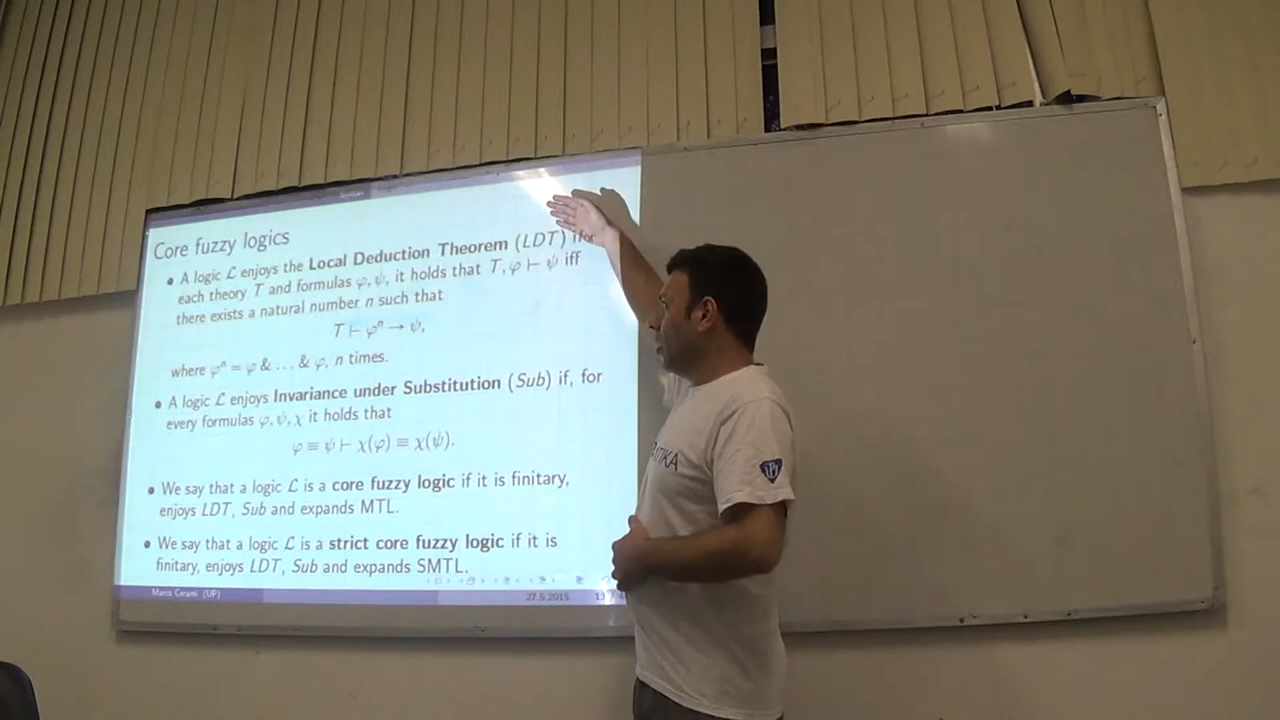 Core fuzzy logics
• A logic ℒ enjoys the Local Deduction Theorem (LDT) if for
each theory T and formulas φ, ψ, it holds that T, φ ⊢ ψ iff
there exists a natural number n such that
T ⊢ φⁿ → ψ,
where φⁿ = φ & … & φ, n times.
• A logic ℒ enjoys Invariance under Substitution (Sub) if, for
every formulas φ, ψ, χ it holds that
φ ≡ ψ ⊢ χ(φ) ≡ χ(ψ).
• We say that a logic ℒ is a core fuzzy logic if it is finitary,
enjoys LDT, Sub and expands MTL.
• We say that a logic ℒ is a strict core fuzzy logic if it is
finitary, enjoys LDT, Sub and expands SMTL.
Marco Cerami (UP) 27.5.2015